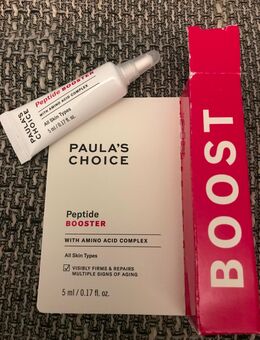 PAULA'S
CHOICE
Peptide BOOSTER
WITH AMINO ACID COMPLEX
All Skin Types
5 ml/0.17 fl. oz.
PAULA'S
CHOICE
Peptide
BOOSTER
WITH AMINO ACID COMPLEX
All Skin Types
VISIBLY FIRMS & REPAIRS
MULTIPLE SIGNS OF AGING
5 ml/0.17 fl. oz.
BOOST